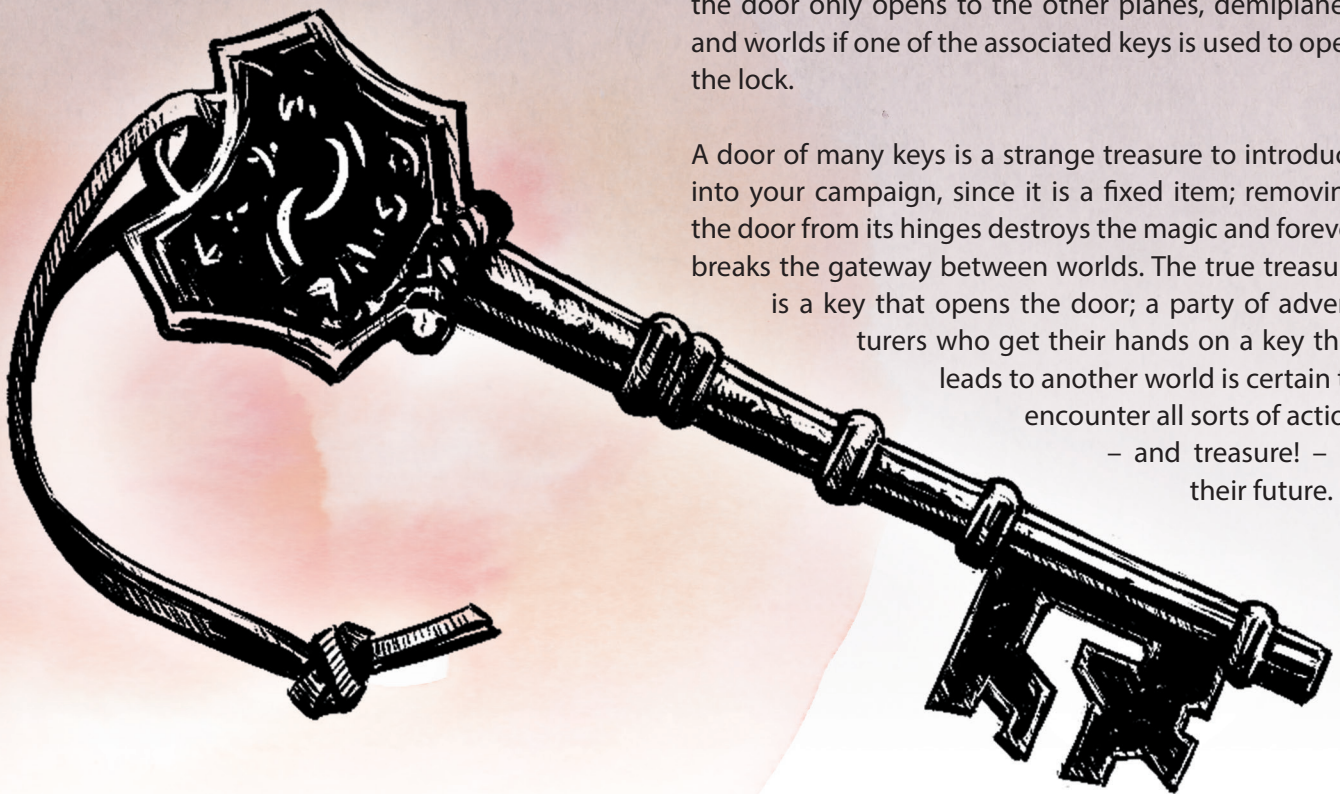 the door only opens to the other planes, demiplane
and worlds if one of the associated keys is used to ope
the lock.
A door of many keys is a strange treasure to introduc
into your campaign, since it is a fixed item; removin
the door from its hinges destroys the magic and foreve
breaks the gateway between worlds. The true treasu
is a key that opens the door; a party of adven
turers who get their hands on a key th
leads to another world is certain
encounter all sorts of actio
– and treasure! –
their future.